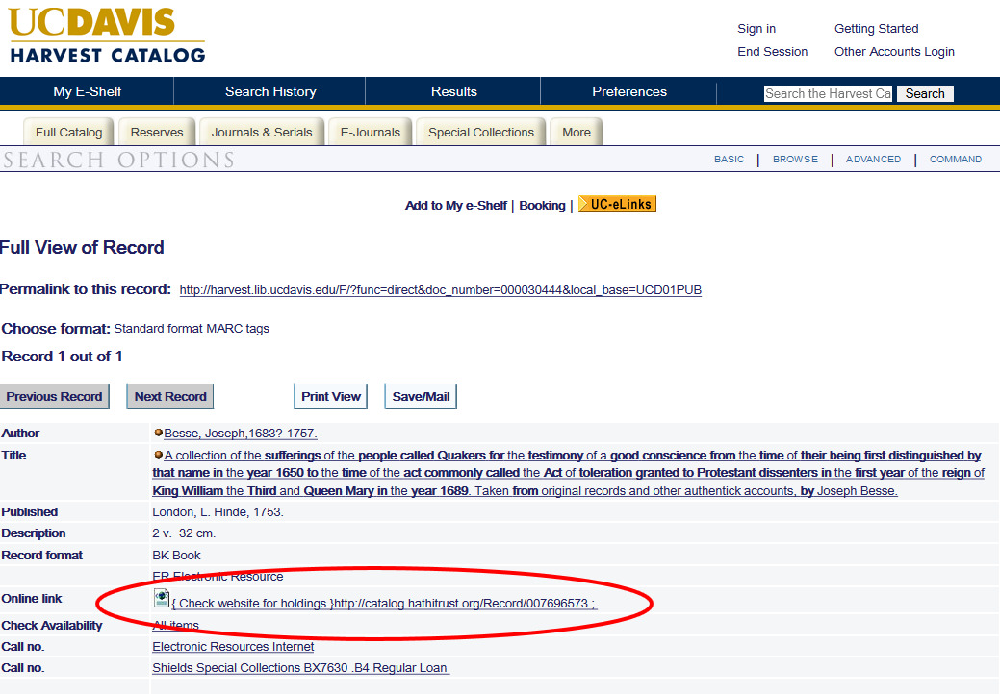 UCDAVIS
HARVEST CATALOG
Sign in Getting Started
End Session Other Accounts Login
My E-Shelf Search History Results Preferences Search the Harvest Ca Search
Full Catalog Reserves Journals & Serials E-Journals Special Collections More
SEARCH OPTIONS BASIC | BROWSE | ADVANCED | COMMAND
Add to My e-Shelf | Booking | UC-eLinks
Full View of Record
Permalink to this record: http://harvest.lib.ucdavis.edu/F/?func=direct&doc_number=000030444&local_base=UCD01PUB
Choose format: Standard format MARC tags
Record 1 out of 1
Previous Record Next Record Print View Save/Mail
Author Besse, Joseph,1683?-1757.
Title A collection of the sufferings of the people called Quakers for the testimony of a good conscience from the time of their being first distinguished by
that name in the year 1650 to the time of the act commonly called the Act of toleration granted to Protestant dissenters in the first year of the reign of
King William the Third and Queen Mary in the year 1689. Taken from original records and other authentick accounts, by Joseph Besse.
Published London, L. Hinde, 1753.
Description 2 v. 32 cm.
Record format BK Book
ER Electronic Resource
Online link { Check website for holdings }http://catalog.hathitrust.org/Record/007696573 ;
Check Availability All items
Call no. Electronic Resources Internet
Call no. Shields Special Collections BX7630 .B4 Regular Loan